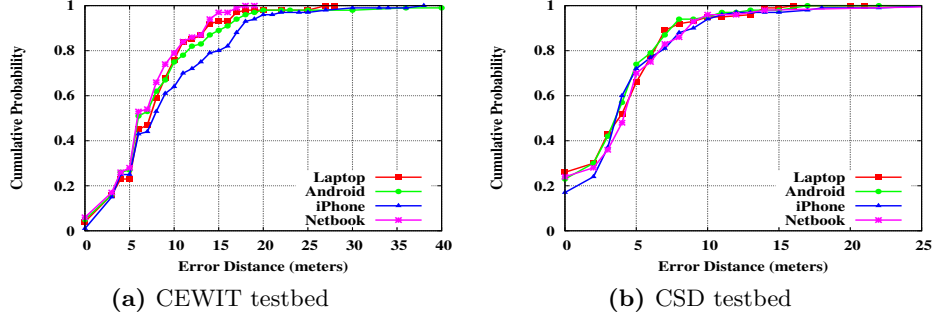 1
0.8
0.6
0.4
0.2
0
Cumulative Probability
Laptop
Android
iPhone
Netbook
0 5 10 15 20 25 30 35 40
Error Distance (meters)
(a) CEWIT testbed
1
0.8
0.6
0.4
0.2
0
Cumulative Probability
Laptop
Android
iPhone
Netbook
0 5 10 15 20 25
Error Distance (meters)
(b) CSD testbed